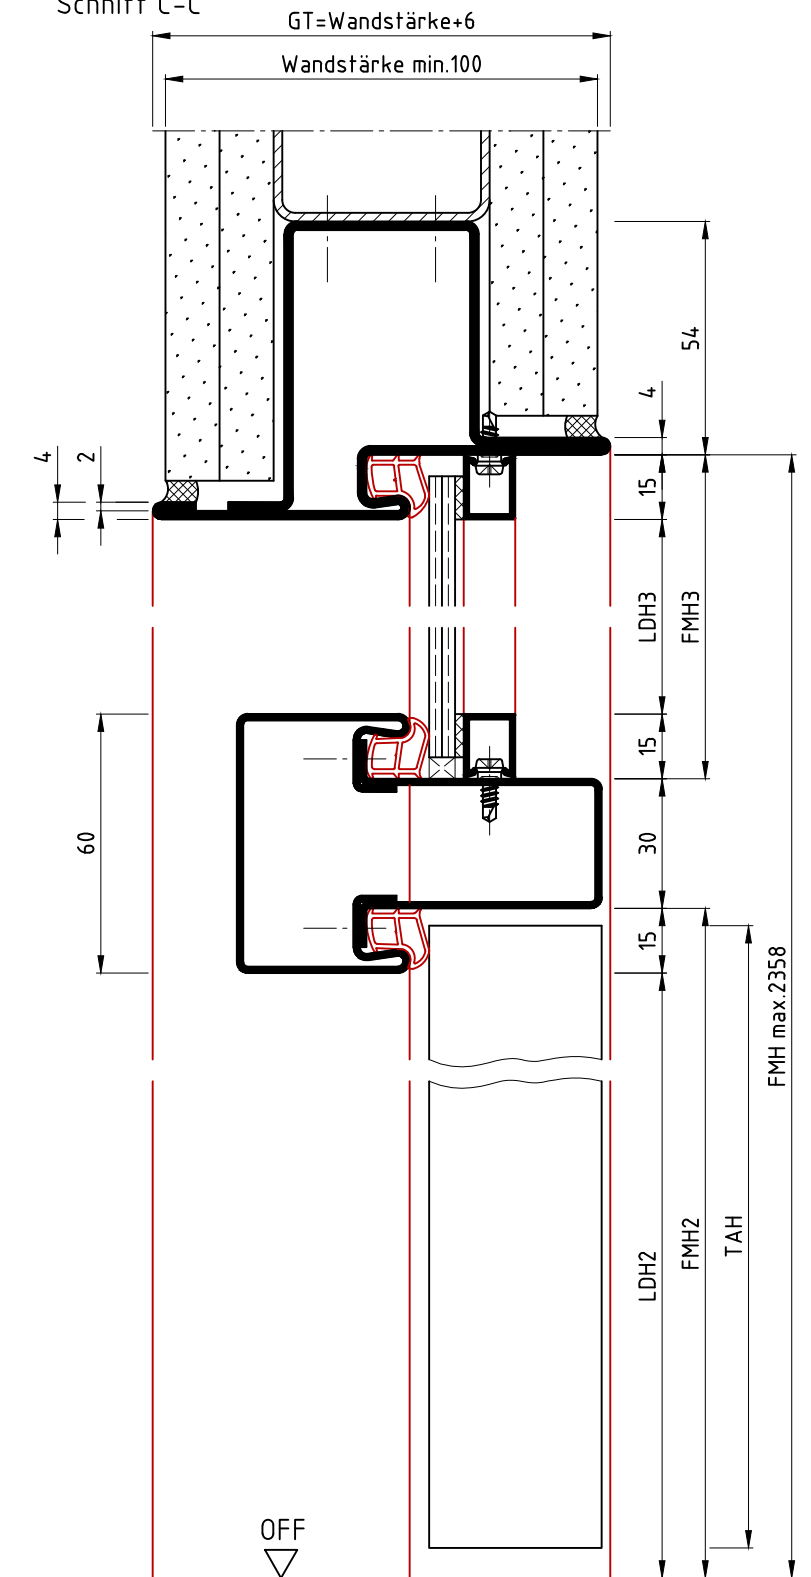 Schnitt C-C
GT=Wandstärke+6
Wandstärke min.100
54
4
4
2
15
LDH3
FMH3
15
60
30
15
FMH max.2358
LDH2
FMH2
TAH
OFF